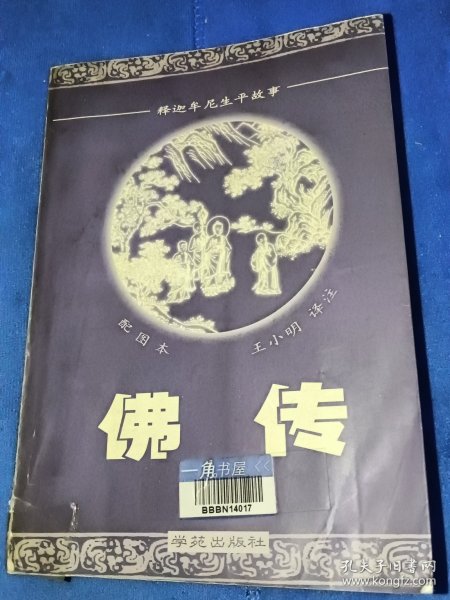 释迦牟尼生平故事
配图本
王小明 译注
佛 传
一角书屋 <<
BBBN14017
学苑出版社
孔夫子旧书网
www.kongfz.com